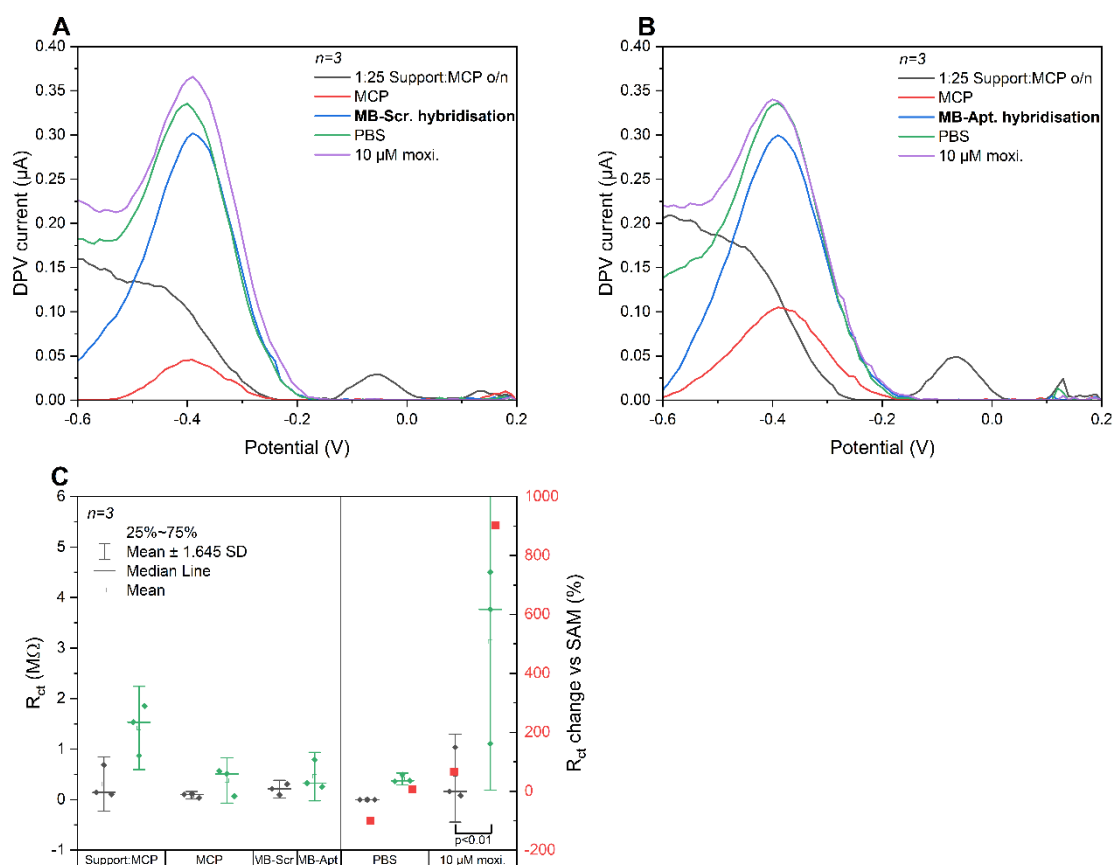 A
n=3
1:25 Support:MCP o/n
MCP
MB-Scr. hybridisation
PBS
10 µM moxi.
DPV current (µA)
0.40
0.35
0.30
0.25
0.20
0.15
0.10
0.05
0.00
-0.6
-0.4
-0.2
0.0
0.2
Potential (V)
B
n=3
1:25 Support:MCP o/n
MCP
MB-Apt. hybridisation
PBS
10 µM moxi.
DPV current (µA)
0.40
0.35
0.30
0.25
0.20
0.15
0.10
0.05
0.00
-0.6
-0.4
-0.2
0.0
0.2
Potential (V)
C
n=3
25%~75%
Mean ± 1.645 SD
Median Line
Mean
Rct (MΩ)
6
5
4
3
2
1
0
-1
1000
800
600
400
200
0
-200
Rct change vs SAM (%)
p<0.01
Support:MCP
MCP
MB-Scr
MB-Apt
PBS
10 µM moxi.